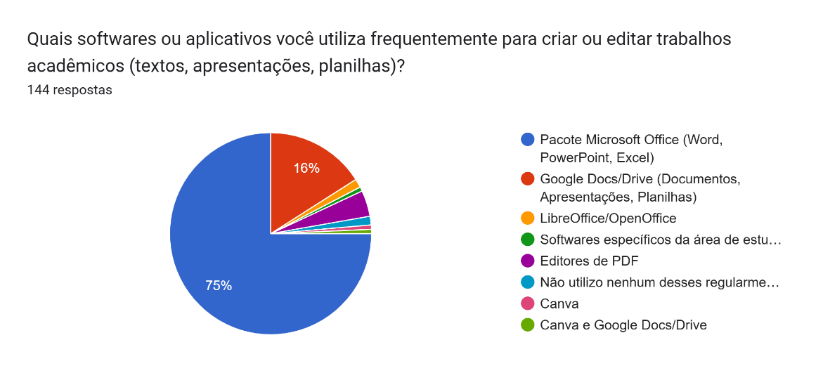 Quais softwares ou aplicativos você utiliza frequentemente para criar ou editar trabalhos
acadêmicos (textos, apresentações, planilhas)?
144 respostas
16%
75%
Pacote Microsoft Office (Word,
PowerPoint, Excel)
Google Docs/Drive (Documentos,
Apresentações, Planilhas)
LibreOffice/OpenOffice
Softwares específicos da área de estu…
Editores de PDF
Não utilizo nenhum desses regularme…
Canva
Canva e Google Docs/Drive